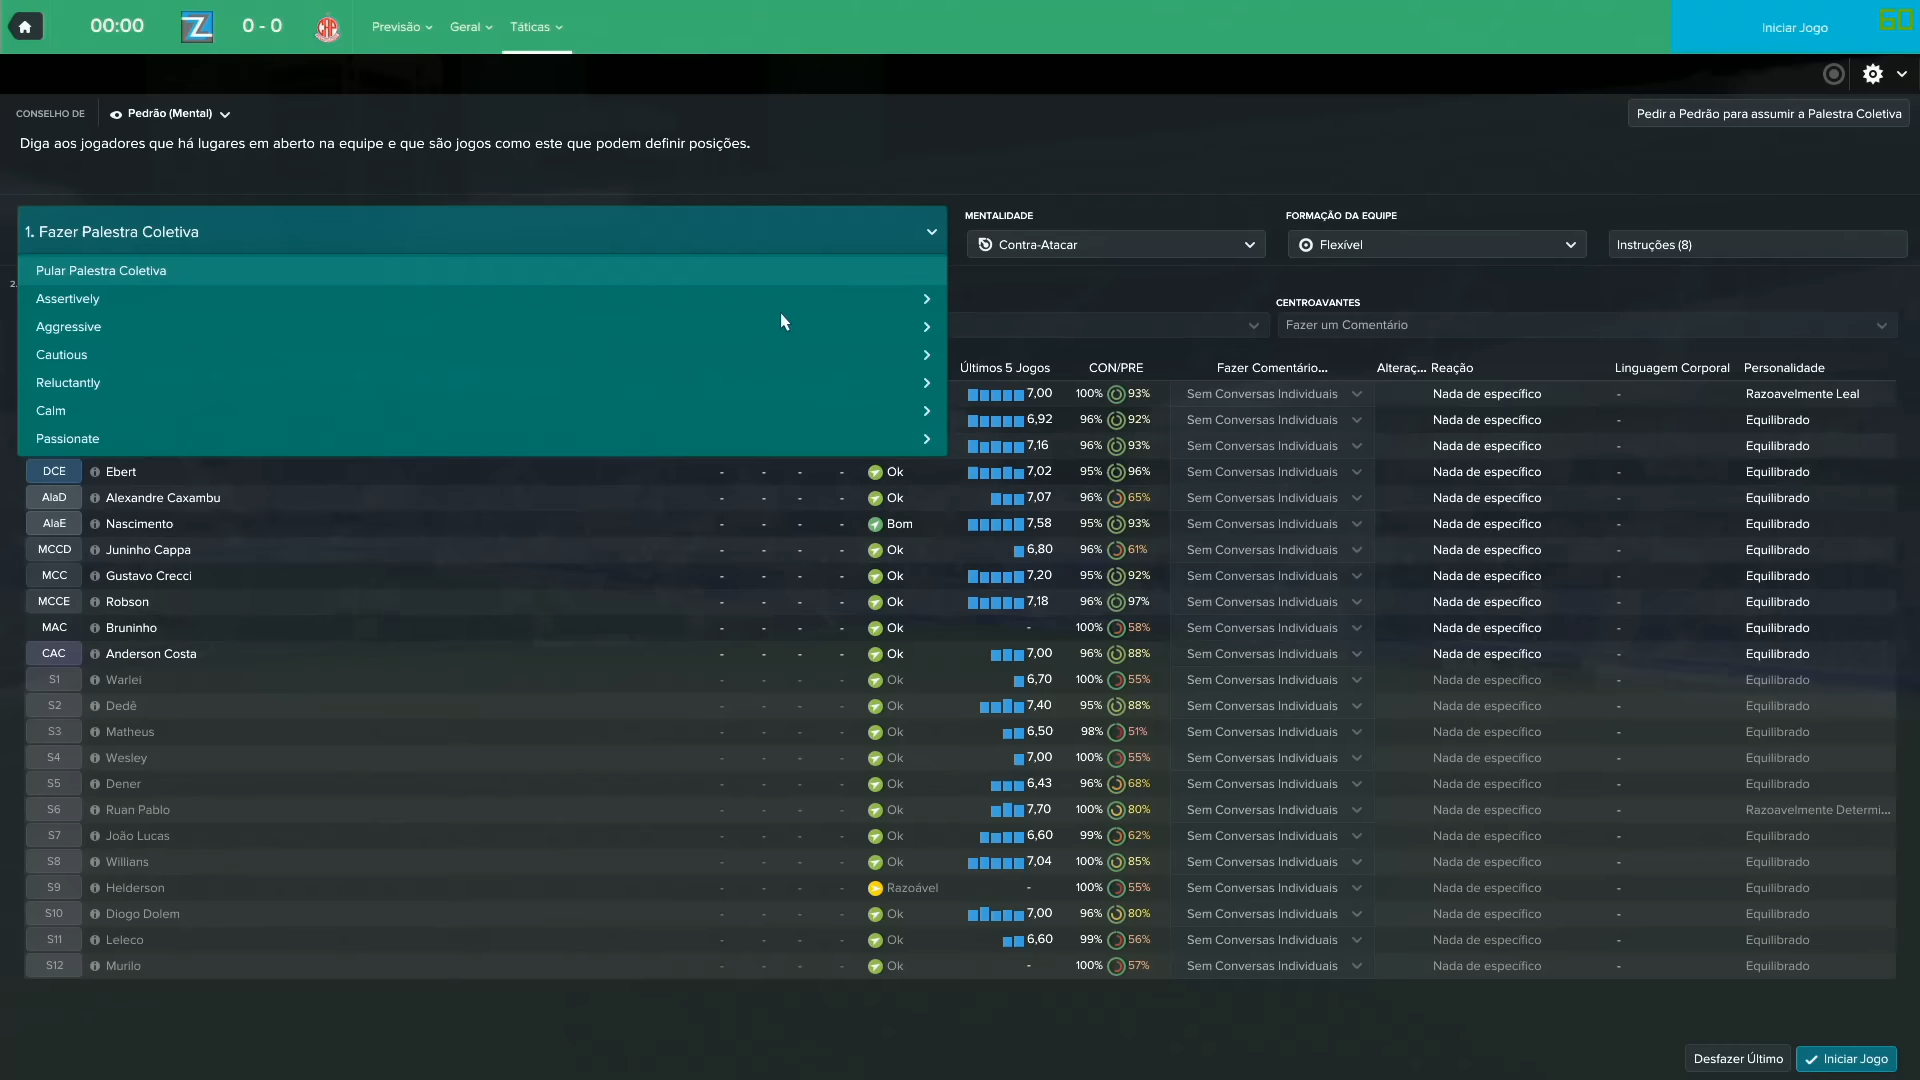 00:00 Z 0 - 0 CAP Previsão Geral Táticas Iniciar Jogo 60
CONSELHO DE Pedrão (Mental) Pedir a Pedrão para assumir a Palestra Coletiva
Diga aos jogadores que há lugares em aberto na equipe e que são jogos como este que podem definir posições.
1. Fazer Palestra Coletiva
Pular Palestra Coletiva
Assertively
Aggressive
Cautious
Reluctantly
Calm
Passionate
2.
MENTALIDADE FORMAÇÃO DA EQUIPE
Contra-Atacar Flexível Instruções (8)
CENTROAVANTES
Fazer um Comentário
Últimos 5 Jogos CON/PRE Fazer Comentário... Alteraç... Reação Linguagem Corporal Personalidade
7,00 100% 93% Sem Conversas Individuais Nada de específico - Razoavelmente Leal
6,92 96% 92% Sem Conversas Individuais Nada de específico - Equilibrado
7,16 96% 93% Sem Conversas Individuais Nada de específico - Equilibrado
DCE Ebert - - - - Ok 7,02 95% 96% Sem Conversas Individuais Nada de específico - Equilibrado
AlaD Alexandre Caxambu - - - - Ok 7,07 96% 65% Sem Conversas Individuais Nada de específico - Equilibrado
AlaE Nascimento - - - - Bom 7,58 95% 93% Sem Conversas Individuais Nada de específico - Equilibrado
MCCD Juninho Cappa - - - - Ok 6,80 96% 61% Sem Conversas Individuais Nada de específico - Equilibrado
MCC Gustavo Crecci - - - - Ok 7,20 95% 92% Sem Conversas Individuais Nada de específico - Equilibrado
MCCE Robson - - - - Ok 7,18 96% 97% Sem Conversas Individuais Nada de específico - Equilibrado
MAC Bruninho - - - - Ok - 100% 58% Sem Conversas Individuais Nada de específico - Equilibrado
CAC Anderson Costa - - - - Ok 7,00 96% 88% Sem Conversas Individuais Nada de específico - Equilibrado
S1 Warlei - - - - Ok 6,70 100% 55% Sem Conversas Individuais Nada de específico - Equilibrado
S2 Dedê - - - - Ok 7,40 95% 88% Sem Conversas Individuais Nada de específico - Equilibrado
S3 Matheus - - - - Ok 6,50 98% 51% Sem Conversas Individuais Nada de específico - Equilibrado
S4 Wesley - - - - Ok 7,00 100% 55% Sem Conversas Individuais Nada de específico - Equilibrado
S5 Dener - - - - Ok 6,43 96% 68% Sem Conversas Individuais Nada de específico - Equilibrado
S6 Ruan Pablo - - - - Ok 7,70 100% 80% Sem Conversas Individuais Nada de específico - Razoavelmente Determi...
S7 João Lucas - - - - Ok 6,60 99% 62% Sem Conversas Individuais Nada de específico - Equilibrado
S8 Willians - - - - Ok 7,04 100% 85% Sem Conversas Individuais Nada de específico - Equilibrado
S9 Helderson - - - - Razoável - 100% 55% Sem Conversas Individuais Nada de específico - Equilibrado
S10 Diogo Dolem - - - - Ok 7,00 96% 80% Sem Conversas Individuais Nada de específico - Equilibrado
S11 Leleco - - - - Ok 6,60 99% 56% Sem Conversas Individuais Nada de específico - Equilibrado
S12 Murilo - - - - Ok - 100% 57% Sem Conversas Individuais Nada de específico - Equilibrado
Desfazer Último Iniciar Jogo